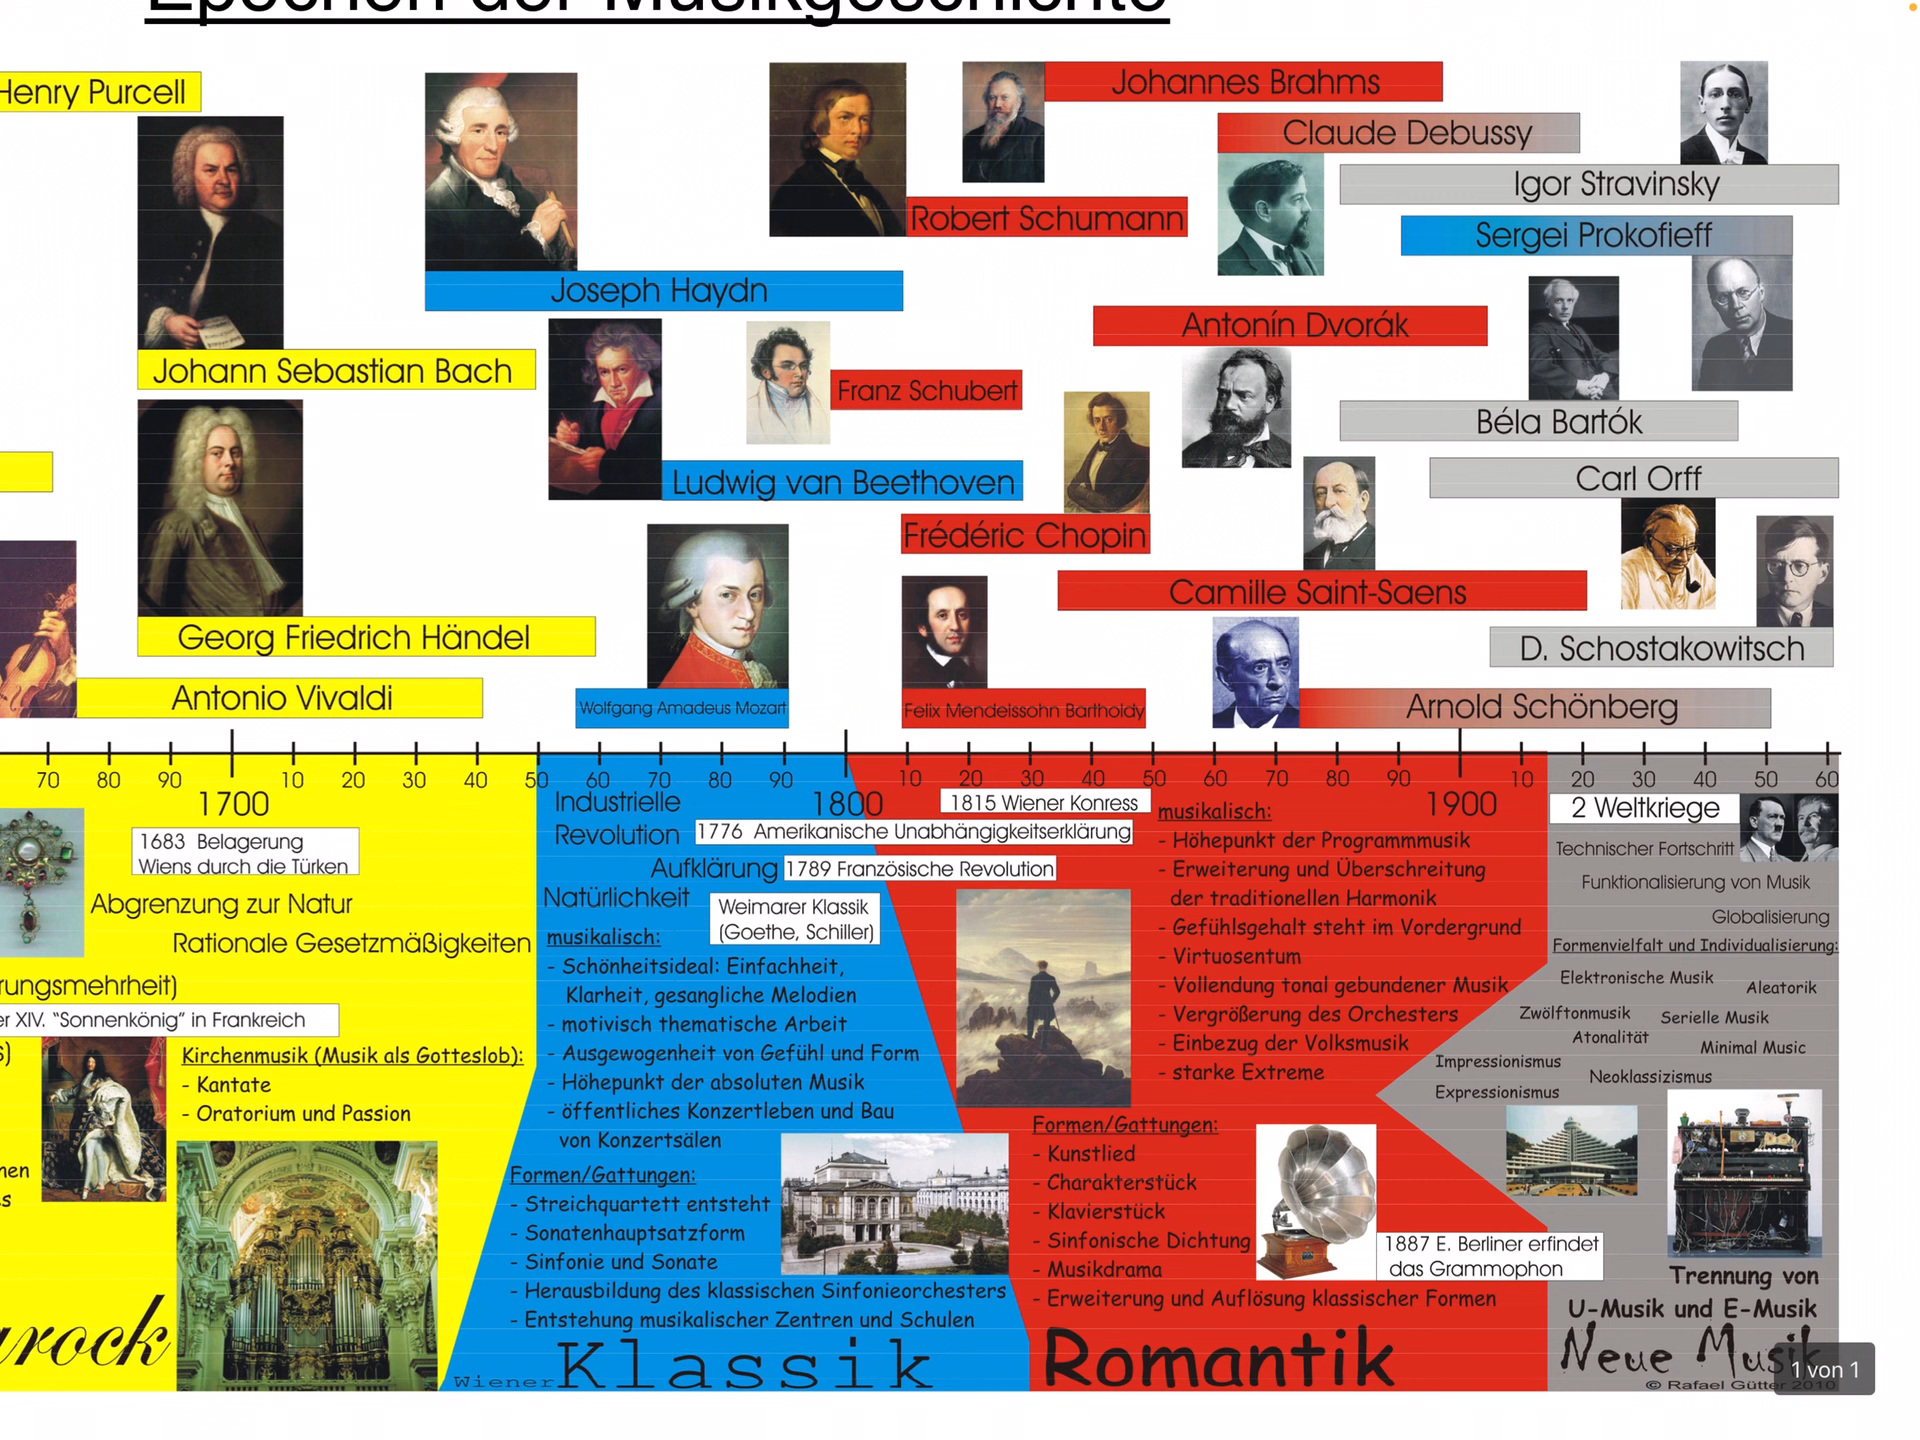 Epochen der Musikgeschichte
Henry Purcell
Johannes Brahms
Claude Debussy
Igor Stravinsky
Robert Schumann
Sergei Prokofieff
Joseph Haydn
Antonín Dvorák
Johann Sebastian Bach
Franz Schubert
Béla Bartók
Ludwig van Beethoven
Carl Orff
Frédéric Chopin
Camille Saint-Saens
Georg Friedrich Händel
D. Schostakowitsch
Antonio Vivaldi
Wolfgang Amadeus Mozart
Felix Mendelssohn Bartholdy
Arnold Schönberg
70 80 90 10 20 30 40 50 60 70 80 90 10 20 30 40 50 60 70 80 90 10 20 30 40 50 60
1700 1800 1900
1683 Belagerung
Wiens durch die Türken
Abgrenzung zur Natur
Rationale Gesetzmäßigkeiten
rungsmehrheit)
er XIV. "Sonnenkönig" in Frankreich
s)
Kirchenmusik (Musik als Gotteslob):
- Kantate
- Oratorium und Passion
nen
s
arock
Industrielle
Revolution
1776 Amerikanische Unabhängigkeitserklärung
Aufklärung
1789 Französische Revolution
Natürlichkeit
Weimarer Klassik
(Goethe, Schiller)
musikalisch:
- Schönheitsideal: Einfachheit,
Klarheit, gesangliche Melodien
- motivisch thematische Arbeit
- Ausgewogenheit von Gefühl und Form
- Höhepunkt der absoluten Musik
- öffentliches Konzertleben und Bau
von Konzertsälen
Formen/Gattungen:
- Streichquartett entsteht
- Sonatenhauptsatzform
- Sinfonie und Sonate
- Herausbildung des klassischen Sinfonieorchesters
- Entstehung musikalischer Zentren und Schulen
Wiener Klassik
1815 Wiener Konress
musikalisch:
- Höhepunkt der Programmmusik
- Erweiterung und Überschreitung
der traditionellen Harmonik
- Gefühlsgehalt steht im Vordergrund
- Virtuosentum
- Vollendung tonal gebundener Musik
- Vergrößerung des Orchesters
- Einbezug der Volksmusik
- starke Extreme
Formen/Gattungen:
- Kunstlied
- Charakterstück
- Klavierstück
- Sinfonische Dichtung
- Musikdrama
- Erweiterung und Auflösung klassischer Formen
1887 E. Berliner erfindet
das Grammophon
Romantik
2 Weltkriege
Technischer Fortschritt
Funktionalisierung von Musik
Globalisierung
Formenvielfalt und Individualisierung:
Elektronische Musik
Aleatorik
Zwölftonmusik
Serielle Musik
Atonalität
Minimal Music
Impressionismus
Neoklassizismus
Expressionismus
Trennung von
U-Musik und E-Musik
Neue Musik
© Rafael Gütter 2010
1 von 1